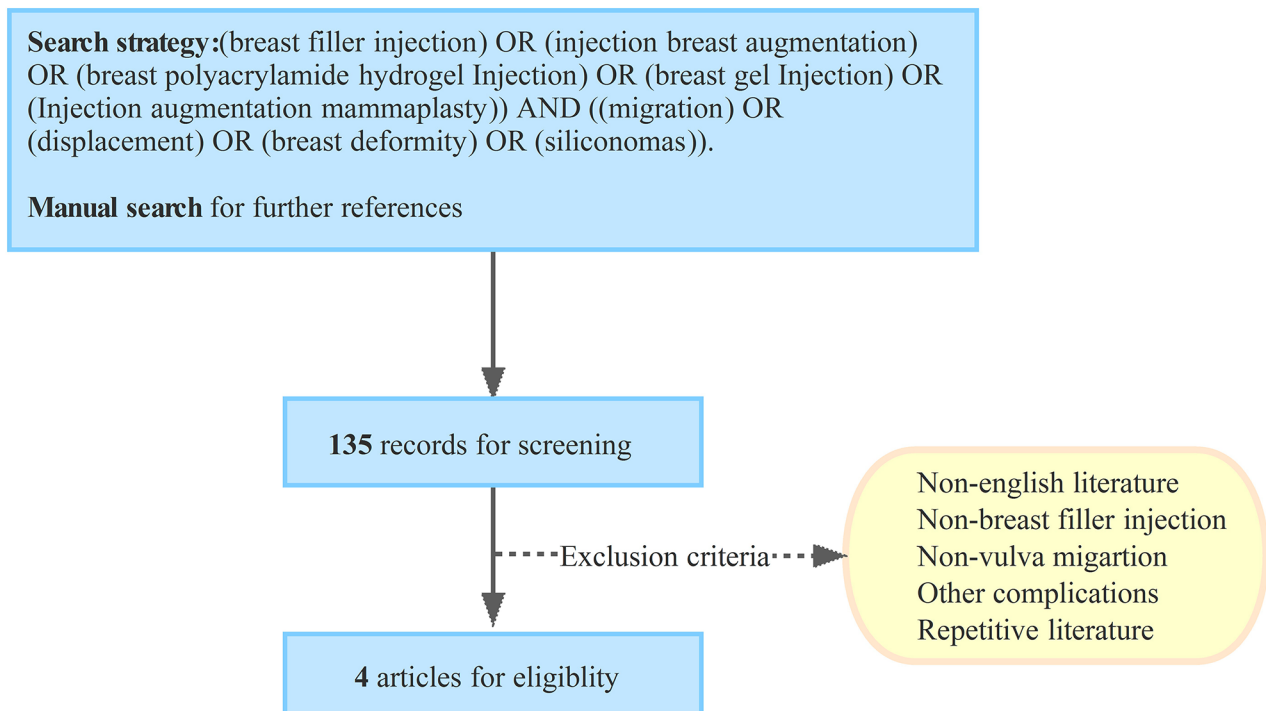 Search strategy:(breast filler injection) OR (injection breast augmentation)
OR (breast polyacrylamide hydrogel Injection) OR (breast gel Injection) OR
(Injection augmentation mammaplasty)) AND ((migration) OR
(displacement) OR (breast deformity) OR (siliconomas)).
Manual search for further references
135 records for screening
Exclusion criteria
Non-english literature
Non-breast filler injection
Non-vulva migartion
Other complications
Repetitive literature
4 articles for eligiblity